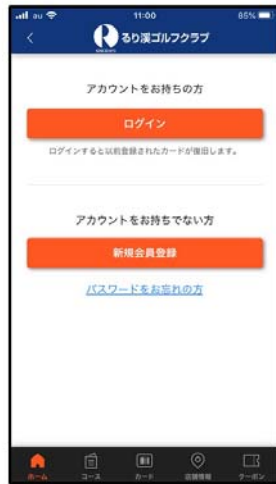 au 11:00 85%
るり渓ゴルフクラブ
アカウントをお持ちの方
ログイン
ログインすると以前登録されたカードが復旧します。
アカウントをお持ちでない方
新規会員登録
パスワードをお忘れの方
ホーム コース カード 店舗情報 クーポン